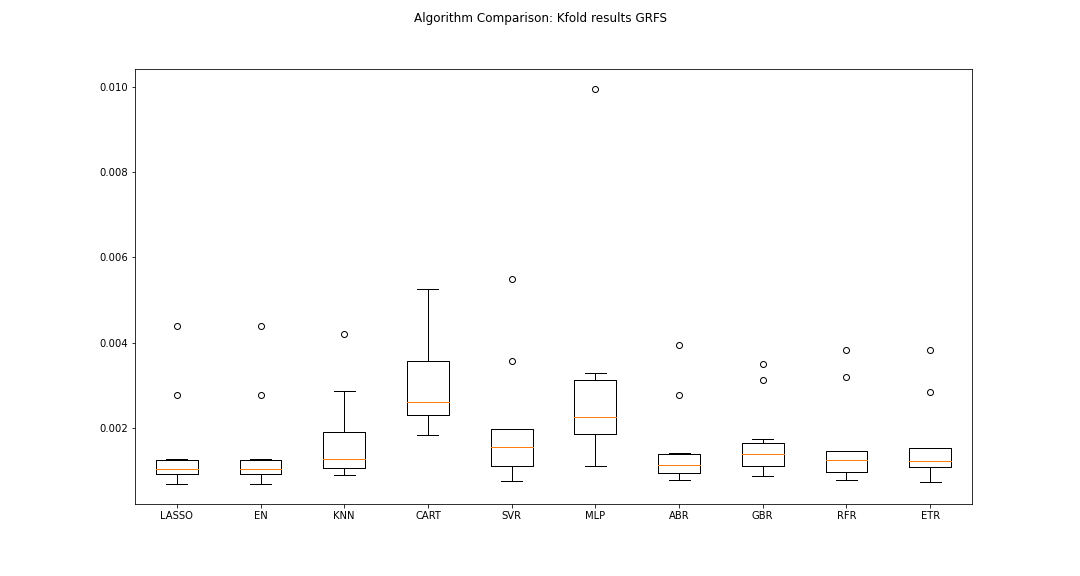 Algorithm Comparison: Kfold results GRFS
0.010
0.008
0.006
0.004
0.002
LASSO EN KNN CART SVR MLP ABR GBR RFR ETR